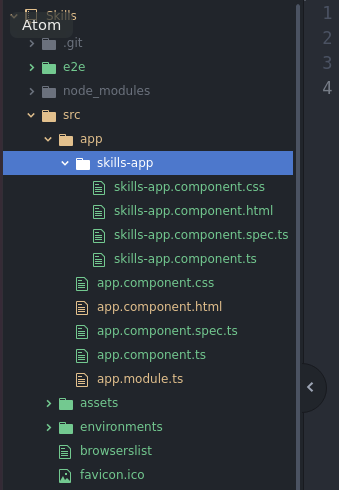 Skills
Atom
.git
e2e
node_modules
src
app
skills-app
skills-app.component.css
skills-app.component.html
skills-app.component.spec.ts
skills-app.component.ts
app.component.css
app.component.html
app.component.spec.ts
app.component.ts
app.module.ts
assets
environments
browserslist
favicon.ico
1
2
3
4